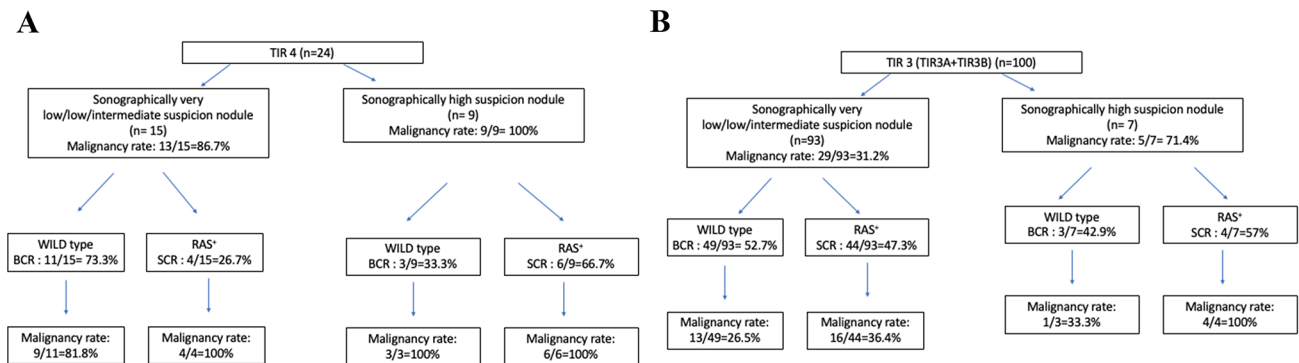 A
TIR 4 (n=24)
Sonographically very
low/low/intermediate suspicion nodule
(n= 15)
Malignancy rate: 13/15=86.7%
Sonographically high suspicion nodule
(n= 9)
Malignancy rate: 9/9= 100%
WILD type
BCR : 11/15= 73.3%
RAS⁺
SCR : 4/15=26.7%
WILD type
BCR : 3/9=33.3%
RAS⁺
SCR : 6/9=66.7%
Malignancy rate:
9/11=81.8%
Malignancy rate:
4/4=100%
Malignancy rate:
3/3=100%
Malignancy rate:
6/6=100%
B
TIR 3 (TIR3A+TIR3B) (n=100)
Sonographically very
low/low/intermediate suspicion nodule
(n=93)
Malignancy rate: 29/93=31.2%
Sonographically high suspicion nodule
(n= 7)
Malignancy rate: 5/7= 71.4%
WILD type
BCR : 49/93= 52.7%
RAS⁺
SCR : 44/93=47.3%
WILD type
BCR : 3/7=42.9%
RAS⁺
SCR : 4/7=57%
Malignancy rate:
13/49=26.5%
Malignancy rate:
16/44=36.4%
Malignancy rate:
1/3=33.3%
Malignancy rate:
4/4=100%